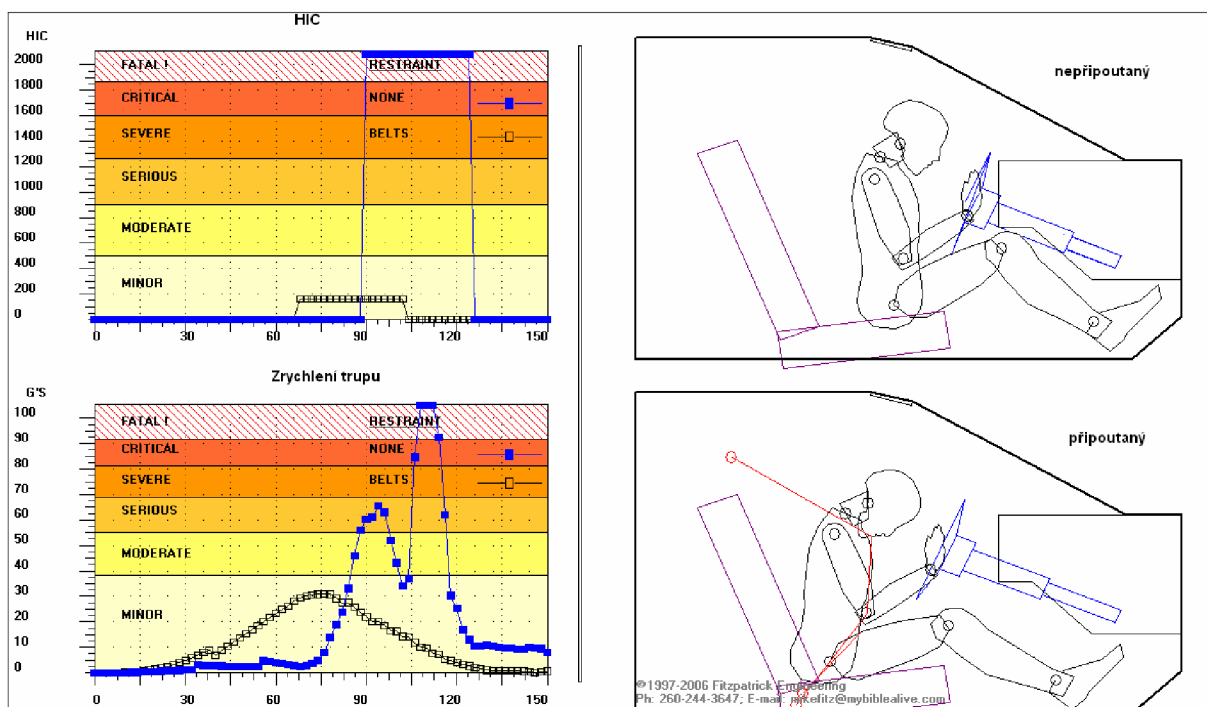 HIC
HIC
2000
1800
1600
1400
1200
1000
800
600
400
200
0
FATAL !
RESTRAINT
CRITICAL
NONE
SEVERE
BELTS
SERIOUS
MODERATE
MINOR
0 30 60 90 120 150
nepřipoutaný
Zrychlení trupu
G'S
100
90
80
70
60
50
40
30
20
10
0
FATAL !
RESTRAINT
CRITICAL
NONE
SEVERE
BELTS
SERIOUS
MODERATE
MINOR
0 30 60 90 120 150
připoutaný
©1997-2006 Fitzpatrick Engineering
Ph: 260-244-3647; E-mail: mikefitz@mybiblealive.com